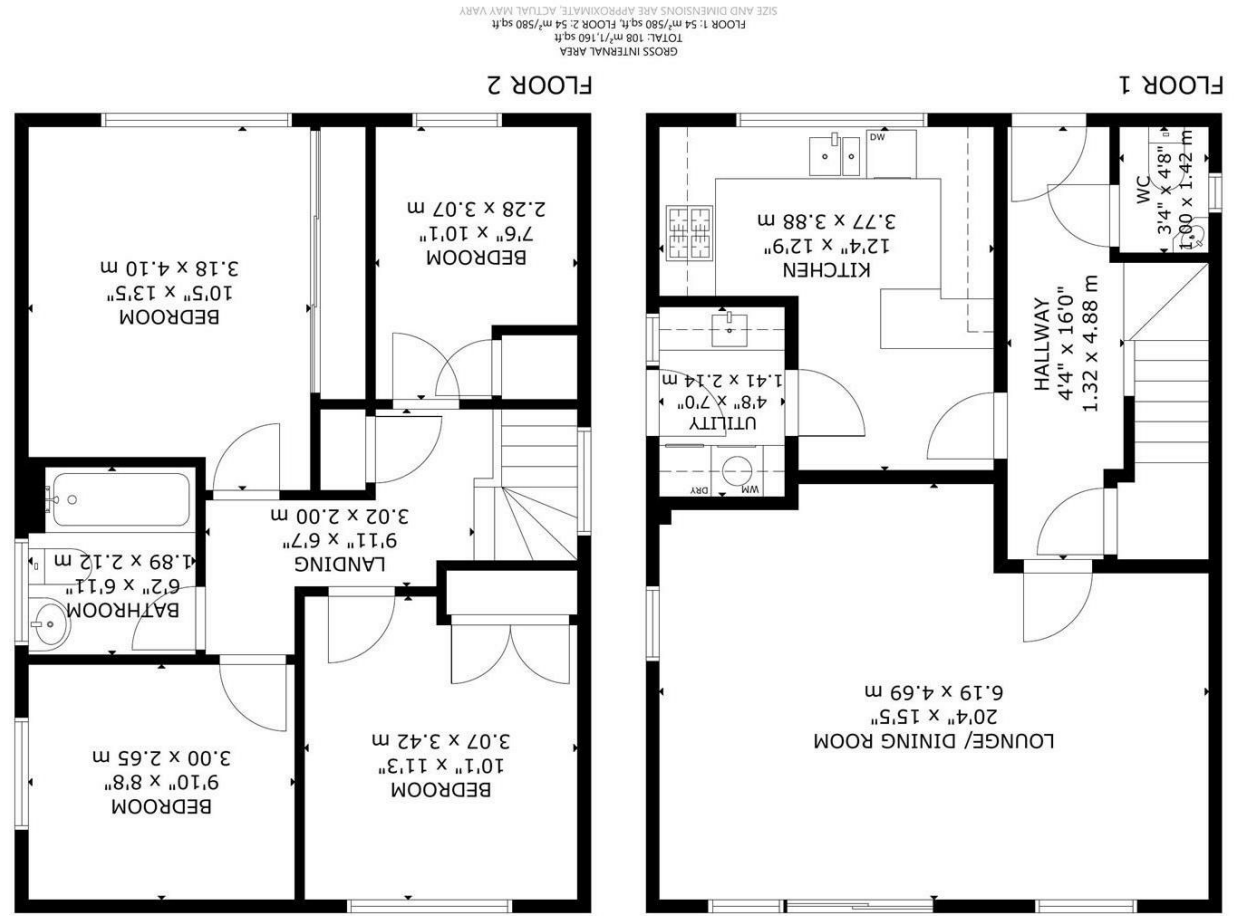 FLOOR 1
LOUNGE/ DINING ROOM
20'4" x 15'5"
6.19 x 4.69 m
UTILITY
4'8" x 7'0"
1.41 x 2.14 m
WM
DRY
KITCHEN
12'4" x 12'9"
3.77 x 3.88 m
DW
HALLWAY
4'4" x 16'0"
1.32 x 4.88 m
WC
3'4" x 4'8"
1.00 x 1.42 m
FLOOR 2
BEDROOM
10'1" x 11'3"
3.07 x 3.42 m
BEDROOM
9'10" x 8'8"
3.00 x 2.65 m
LANDING
9'11" x 6'7"
3.02 x 2.00 m
BATHROOM
6'2" x 6'11"
1.89 x 2.12 m
BEDROOM
7'6" x 10'1"
2.28 x 3.07 m
BEDROOM
10'5" x 13'5"
3.18 x 4.10 m
GROSS INTERNAL AREA
TOTAL: 108 m²/1,160 sq.ft
FLOOR 1: 54 m²/580 sq.ft, FLOOR 2: 54 m²/580 sq.ft
SIZE AND DIMENSIONS ARE APPROXIMATE, ACTUAL MAY VARY